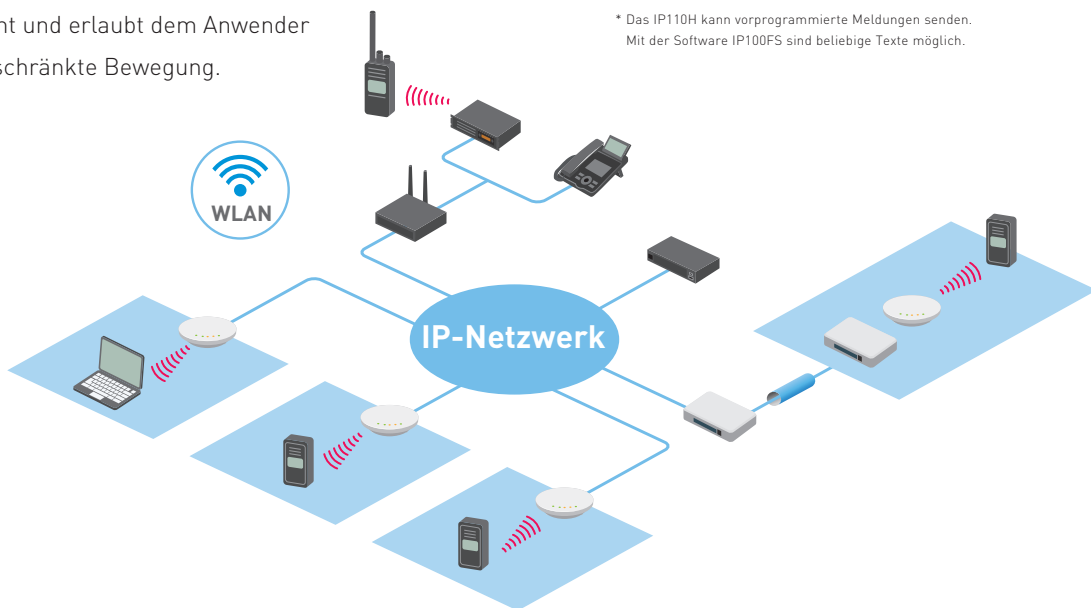 nt und erlaubt dem Anwender
schränkte Bewegung.
* Das IP110H kann vorprogrammierte Meldungen senden.
Mit der Software IP100FS sind beliebige Texte möglich.
WLAN
IP-Netzwerk